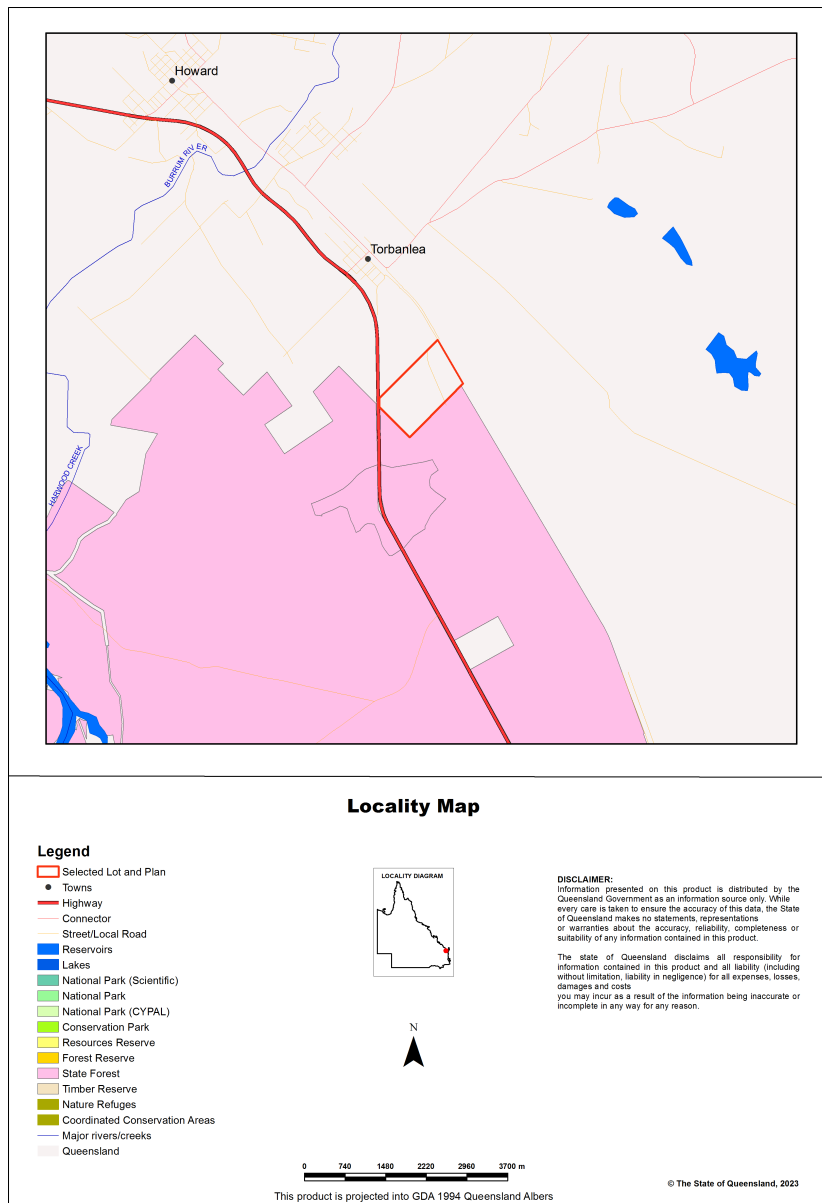 Howard
BURRUM RIVER
Torbanlea
HARWOOD CREEK
Locality Map
Legend
Selected Lot and Plan
Towns
Highway
Connector
Street/Local Road
Reservoirs
Lakes
National Park (Scientific)
National Park
National Park (CYPAL)
Conservation Park
Resources Reserve
Forest Reserve
State Forest
Timber Reserve
Nature Refuges
Coordinated Conservation Areas
Major rivers/creeks
Queensland
LOCALITY DIAGRAM
N
0 740 1480 2220 2960 3700 m
This product is projected into GDA 1994 Queensland Albers
DISCLAIMER:
Information presented on this product is distributed by the
Queensland Government as an information source only. While
every care is taken to ensure the accuracy of this data, the State
of Queensland makes no statements, representations
or warranties about the accuracy, reliability, completeness or
suitability of any information contained in this product.
The state of Queensland disclaims all responsibility for
information contained in this product and all liability (including
without limitation, liability in negligence) for all expenses, losses,
damages and costs
you may incur as a result of the information being inaccurate or
incomplete in any way for any reason.
© The State of Queensland, 2023